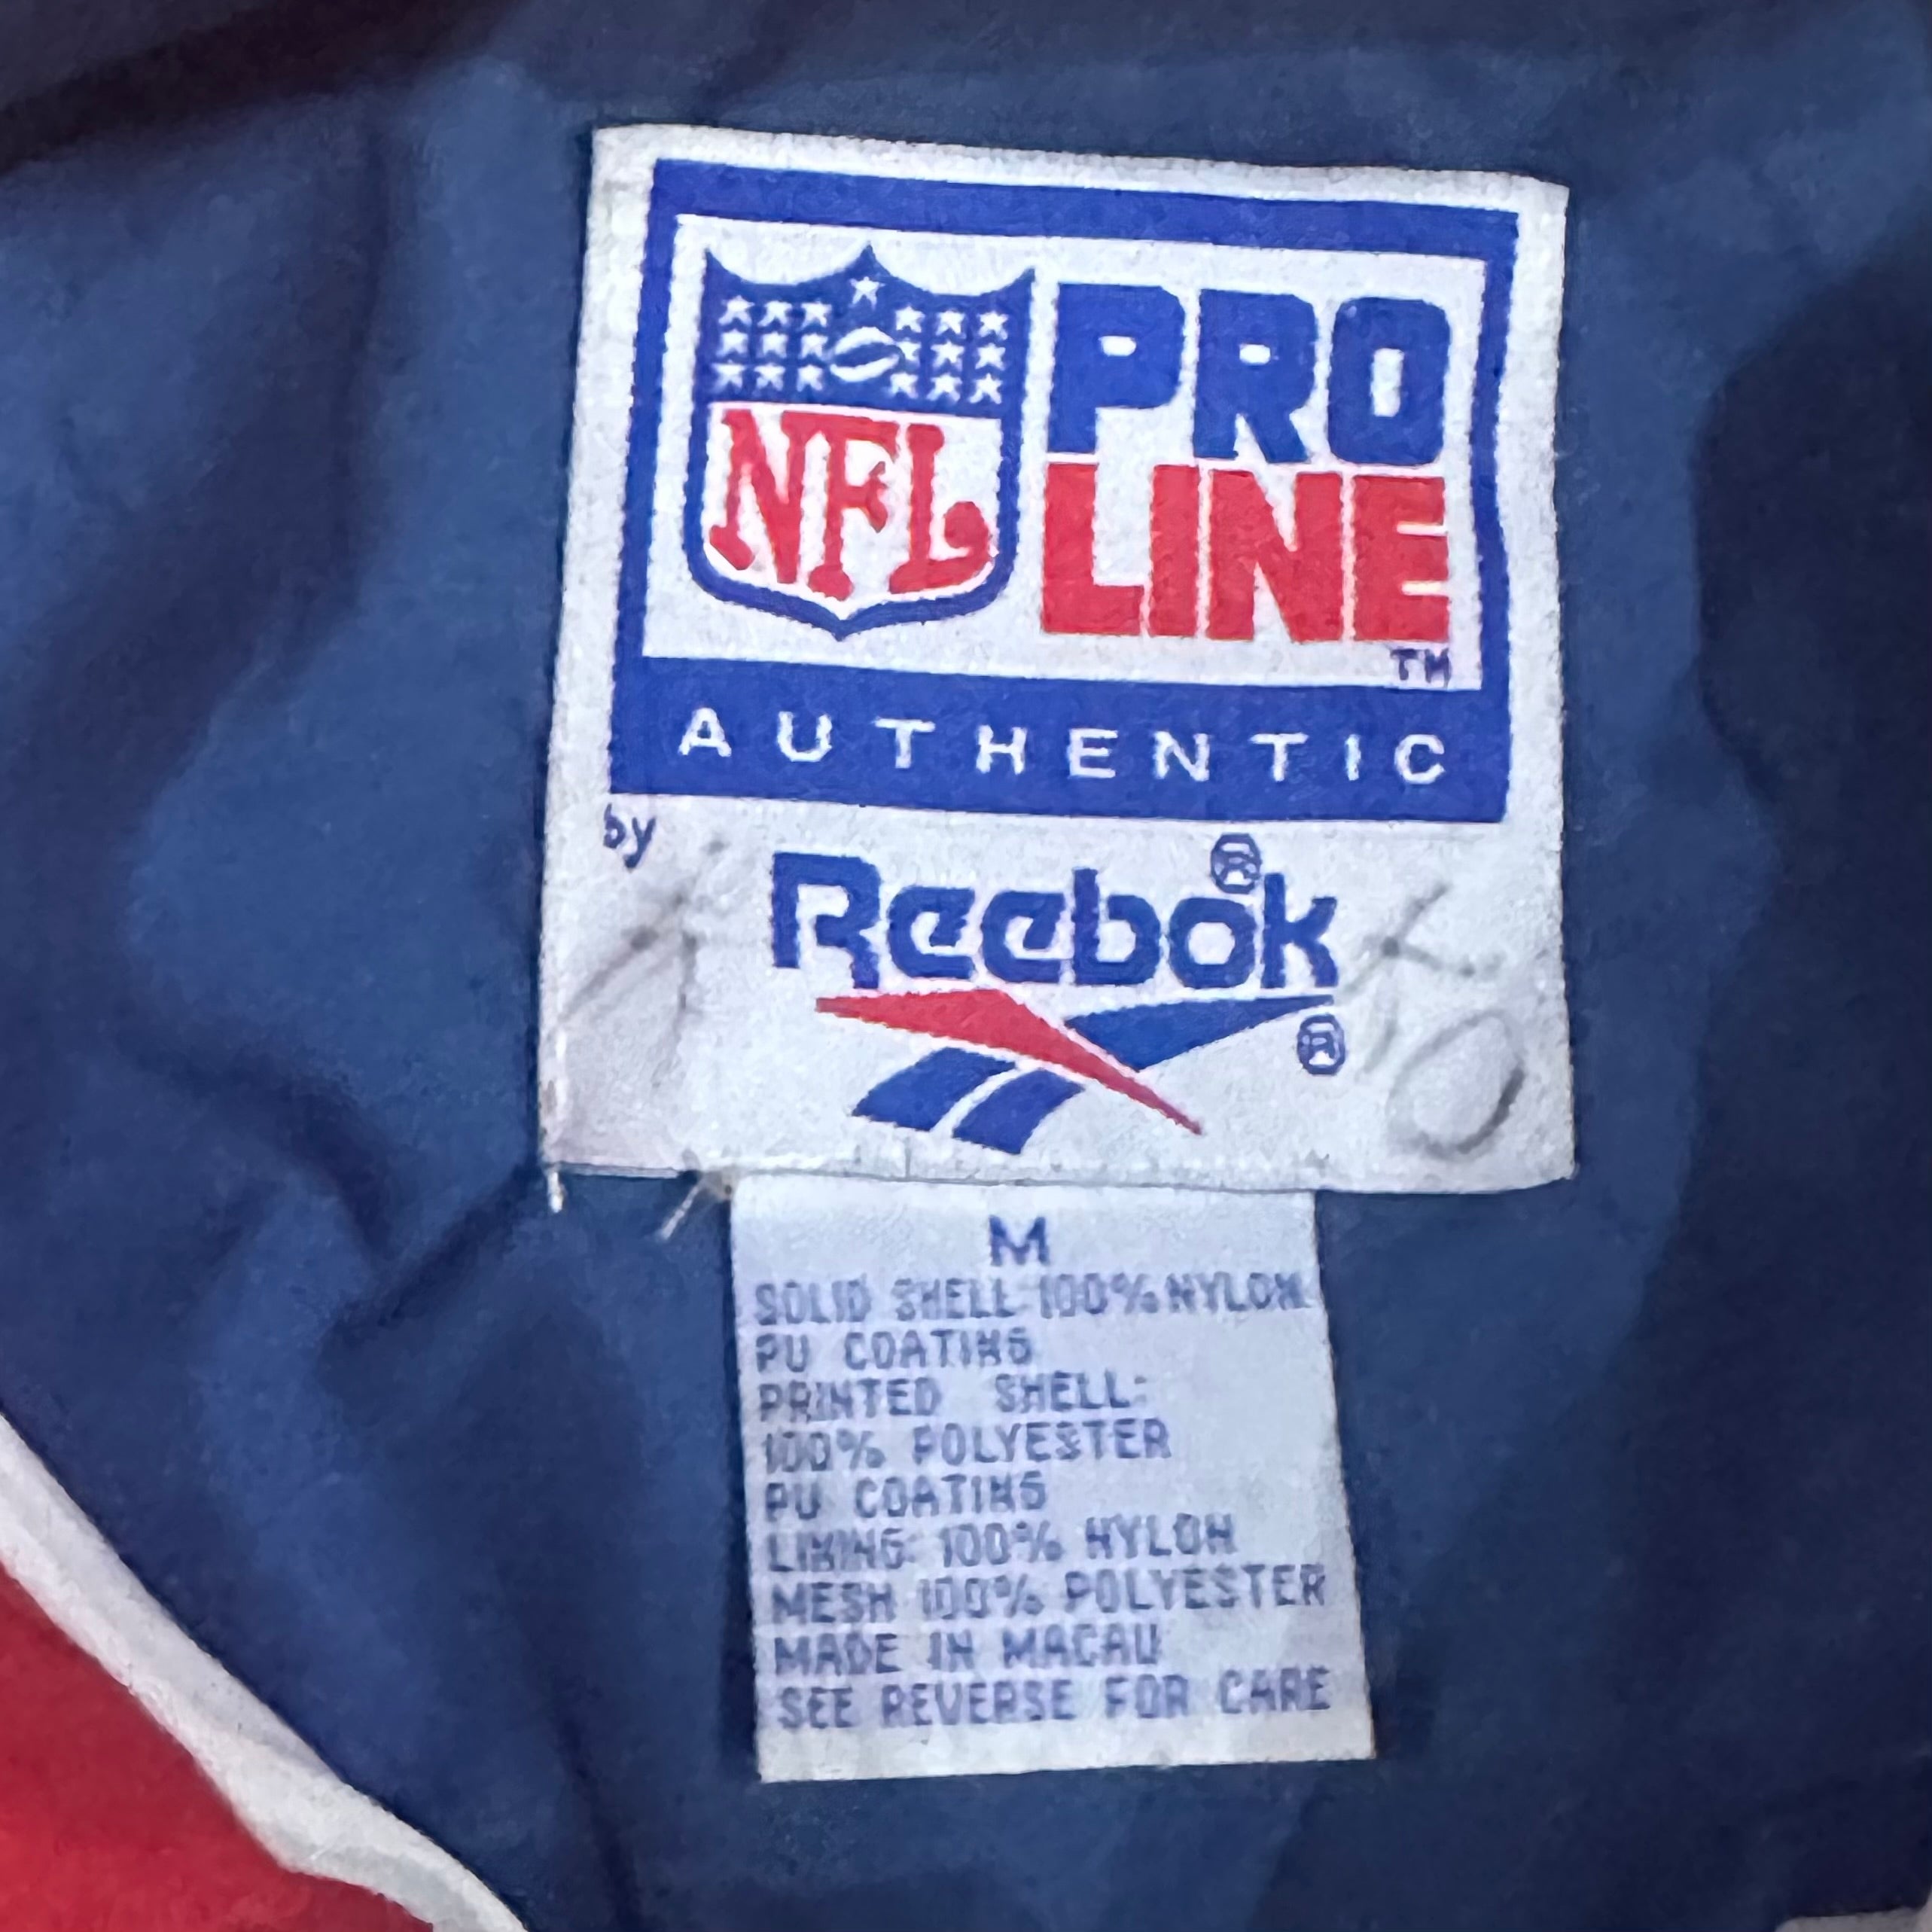 NFL
PRO
LINE
TM
AUTHENTIC
by
Reebok®
®
M
SOLID SHELL 100% NYLON
PU COATING
PRINTED SHELL:
100% POLYESTER
PU COATING
LINING: 100% NYLON
MESH 100% POLYESTER
MADE IN MACAU
SEE REVERSE FOR CARE